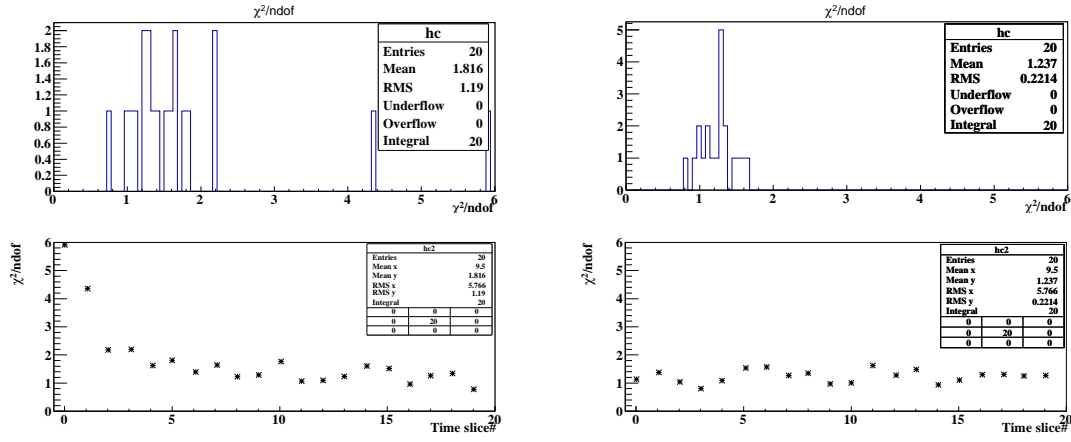 χ²/ndof
hc
Entries 20
Mean 1.816
RMS 1.19
Underflow 0
Overflow 0
Integral 20
2
1.8
1.6
1.4
1.2
1
0.8
0.6
0.4
0.2
0
0 1 2 3 4 5 6
χ²/ndof
χ²/ndof
hc
Entries 20
Mean 1.237
RMS 0.2214
Underflow 0
Overflow 0
Integral 20
5
4
3
2
1
0
0 1 2 3 4 5 6
χ²/ndof
χ²/ndof
hc2
Entries 20
Mean x 9.5
Mean y 1.816
RMS x 5.766
RMS y 1.19
Integral 20
0 0 0
0 20 0
0 0 0
6
5
4
3
2
1
0
0 5 10 15 20
Time slice#
χ²/ndof
hc2
Entries 20
Mean x 9.5
Mean y 1.237
RMS x 5.766
RMS y 0.2214
Integral 20
0 0 0
0 20 0
0 0 0
6
5
4
3
2
1
0
0 5 10 15 20
Time slice#